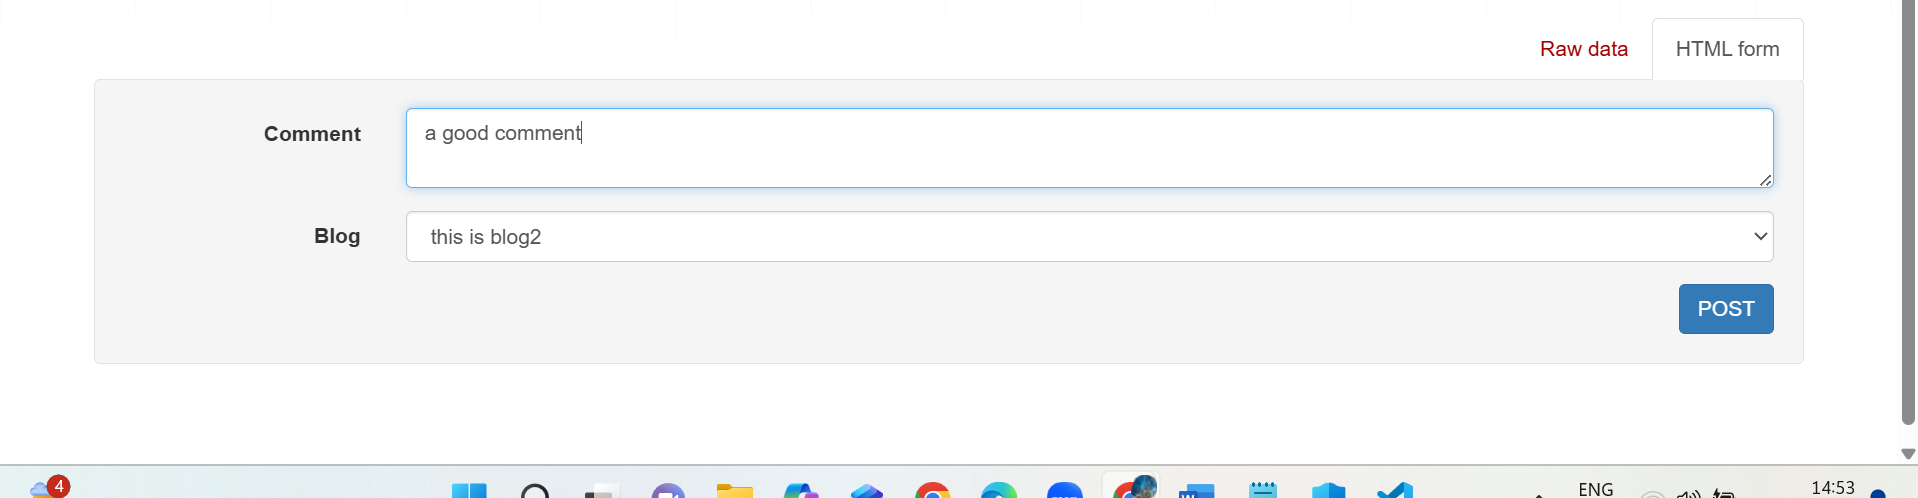 Raw data HTML form
Comment a good comment
Blog this is blog2
POST
4 ENG 14:53